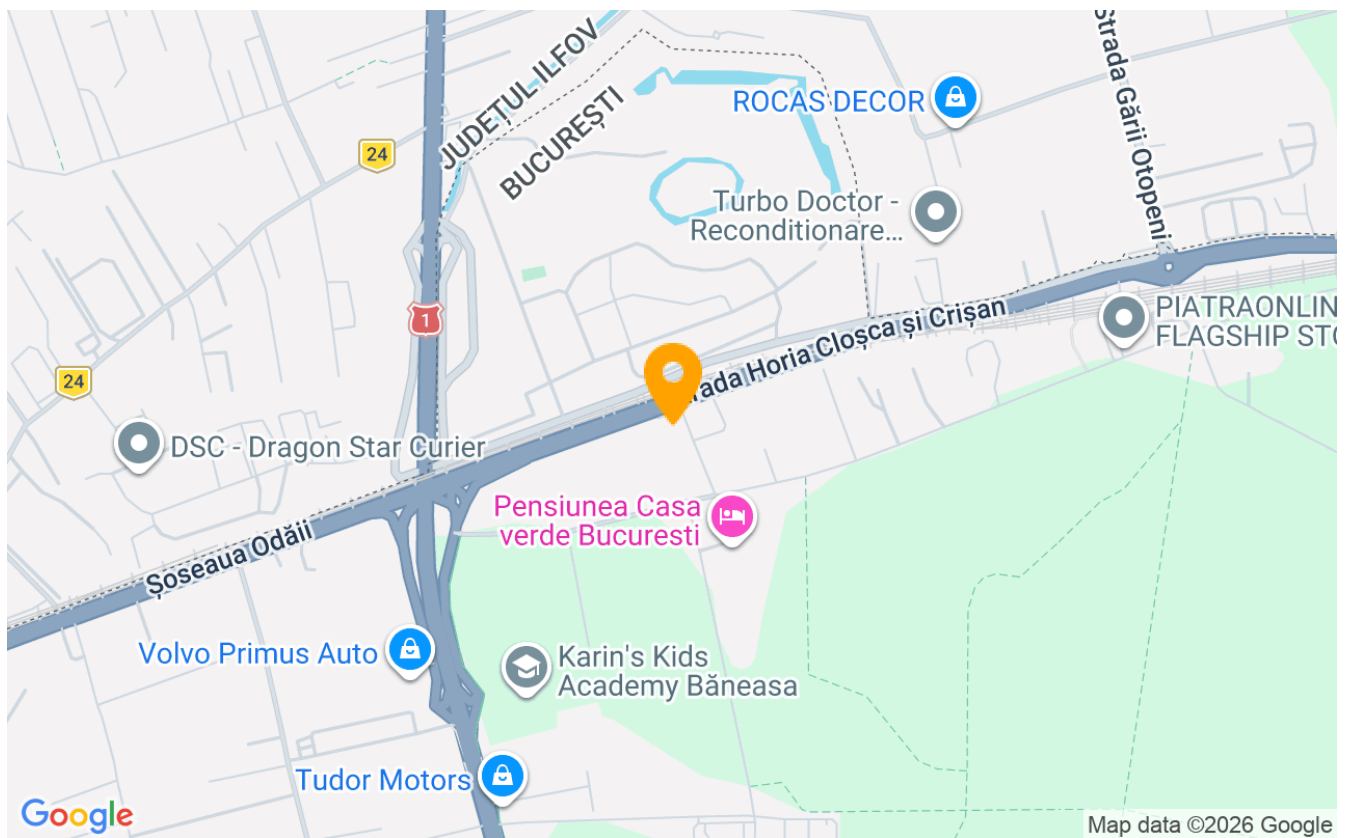 Strada Gării Otopeni
JUDEȚUL ILFOV
BUCUREȘTI
ROCAS DECOR
24
Turbo Doctor -
Reconditionare...
1
PIATRAONLIN
FLAGSHIP STO
rada Horia Cloșca și Crișan
24
DSC - Dragon Star Curier
Pensiunea Casa
verde Bucuresti
Șoseaua Odăii
Volvo Primus Auto
Karin's Kids
Academy Băneasa
Tudor Motors
Google
Map data ©2026 Google